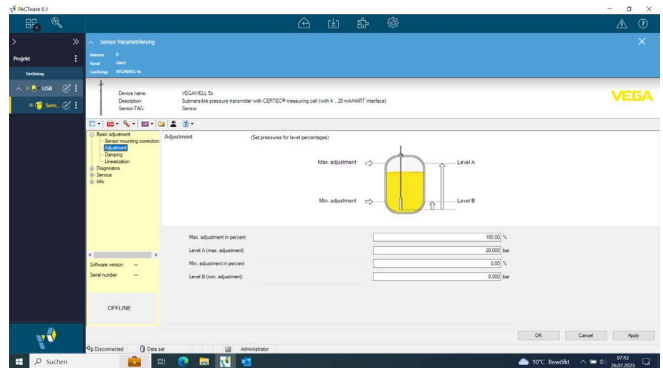 PACTware 6.1
Projekt
Sensor Parametrierung
Adresse 0
Kanal HART
Gerätetyp VEGAWELL 5x
Gerätetag
USB
Sens...
Device name: VEGAWELL 5x
Description: Submersible pressure transmitter with CERTEC® measuring cell (with 4 ... 20 mA/HART interface)
Sensor-TAG: Sensor
VEGA
Basic adjustment
Sensor mounting correction
Adjustment
Damping
Linearization
Diagnostics
Service
Info
Adjustment (Set pressures for level percentages)
Max. adjustment
Level A
Min. adjustment
Level B
Max. adjustment in percent 100.00 %
Level A (max. adjustment) 20.000 bar
Min. adjustment in percent 0.00 %
Level B (min. adjustment) 0.000 bar
Software version —
Serial number —
OFFLINE
OK Cancel Apply
Disconnected Data set Administrator
Suchen
10°C Bewölkt
07:43
26.07.2023